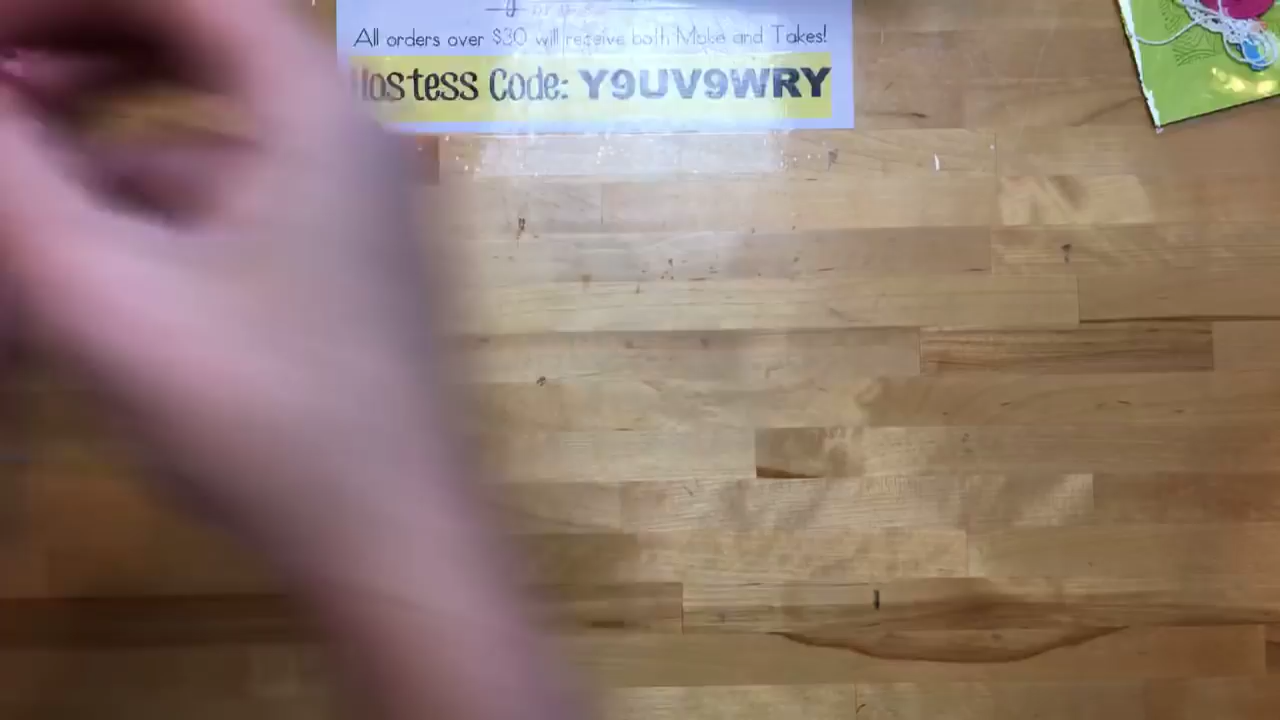 All orders over $30 will receive both Make and Takes!
Hostess Code: Y9UV9WRY